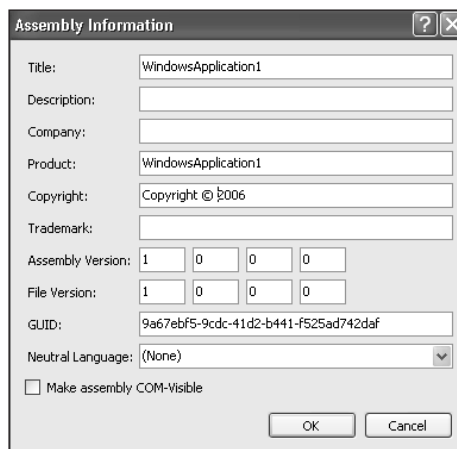 Assembly Information
Title: WindowsApplication1
Description:
Company:
Product: WindowsApplication1
Copyright: Copyright © 2006
Trademark:
Assembly Version: 1 0 0 0
File Version: 1 0 0 0
GUID: 9a67ebf5-9cdc-41d2-b441-f525ad742daf
Neutral Language: (None)
Make assembly COM-Visible
OK Cancel